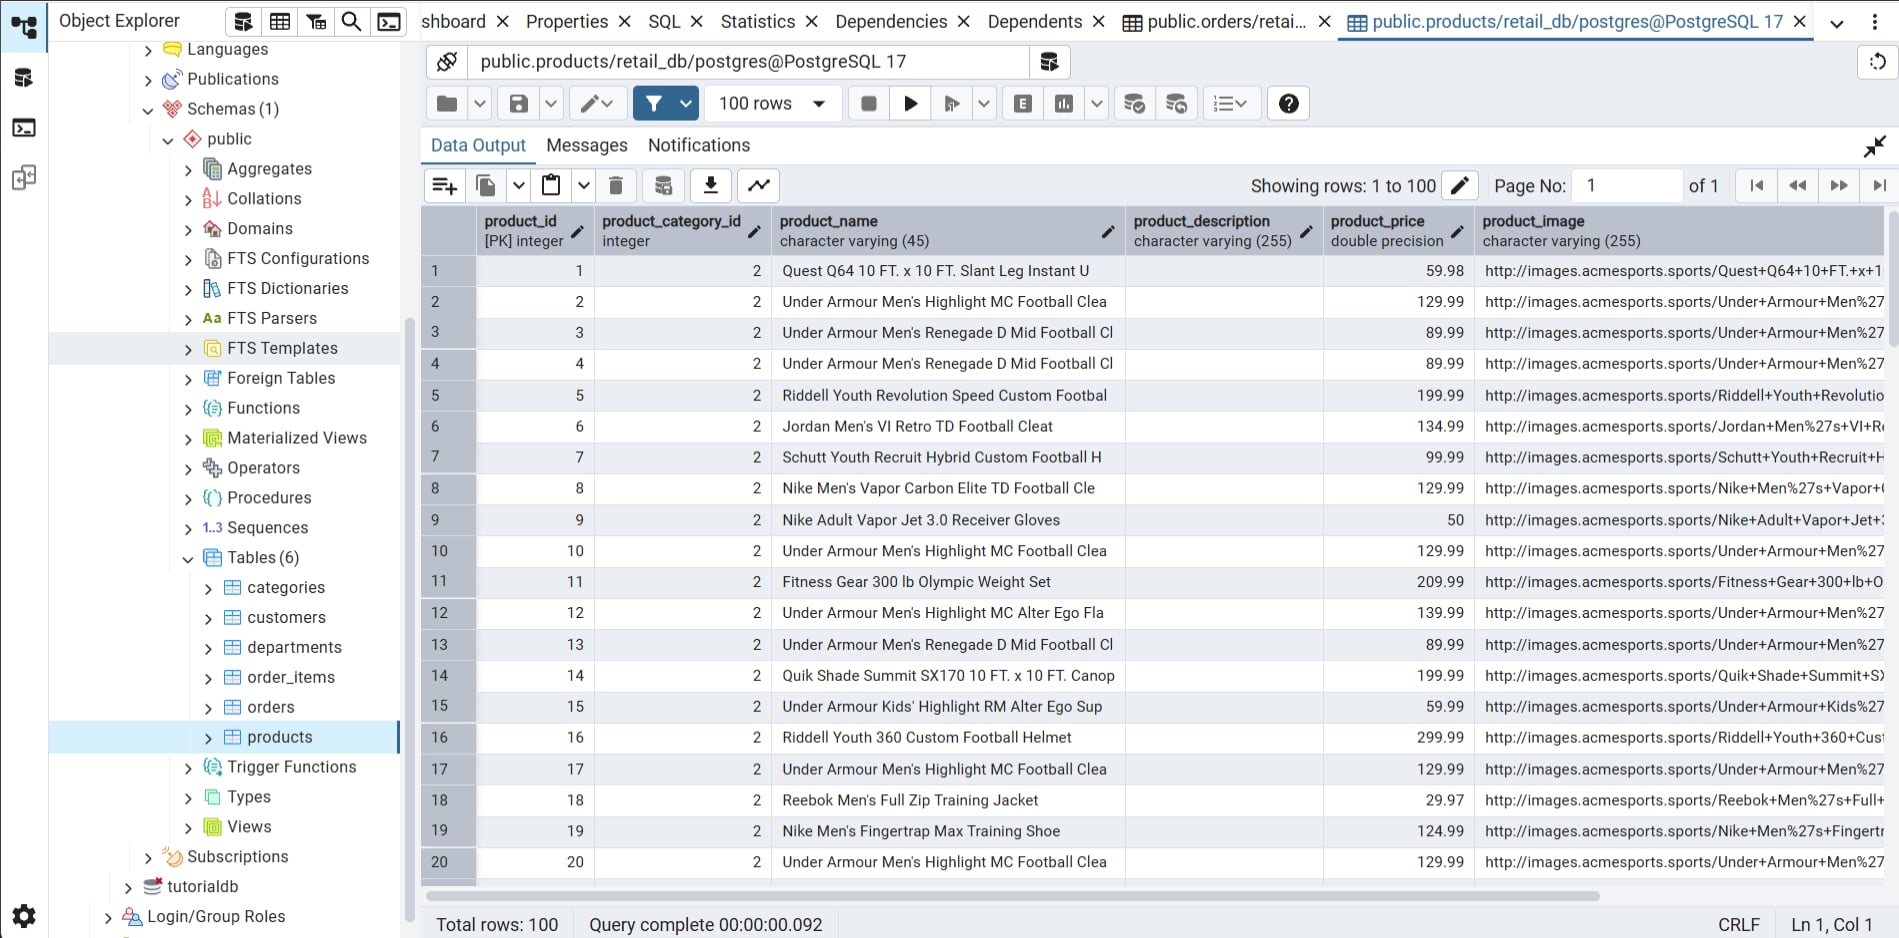 Object Explorer
shboard Properties SQL Statistics Dependencies Dependents public.orders/retai... public.products/retail_db/postgres@PostgreSQL 17
Languages
Publications
Schemas (1)
public
Aggregates
Collations
Domains
FTS Configurations
FTS Dictionaries
Aa FTS Parsers
FTS Templates
Foreign Tables
Functions
Materialized Views
Operators
Procedures
1..3 Sequences
Tables (6)
categories
customers
departments
order_items
orders
products
Trigger Functions
Types
Views
Subscriptions
tutorialdb
Login/Group Roles
public.products/retail_db/postgres@PostgreSQL 17
100 rows E
Data Output Messages Notifications
Showing rows: 1 to 100 Page No: 1 of 1
product_id product_category_id product_name product_description product_price product_image
[PK] integer integer character varying (45) character varying (255) double precision character varying (255)
1 1 2 Quest Q64 10 FT. x 10 FT. Slant Leg Instant U 59.98 http://images.acmesports.sports/Quest+Q64+10+FT.+x+1
2 2 2 Under Armour Men's Highlight MC Football Clea 129.99 http://images.acmesports.sports/Under+Armour+Men%27
3 3 2 Under Armour Men's Renegade D Mid Football Cl 89.99 http://images.acmesports.sports/Under+Armour+Men%27
4 4 2 Under Armour Men's Renegade D Mid Football Cl 89.99 http://images.acmesports.sports/Under+Armour+Men%27
5 5 2 Riddell Youth Revolution Speed Custom Footbal 199.99 http://images.acmesports.sports/Riddell+Youth+Revolutio
6 6 2 Jordan Men's VI Retro TD Football Cleat 134.99 http://images.acmesports.sports/Jordan+Men%27s+VI+Re
7 7 2 Schutt Youth Recruit Hybrid Custom Football H 99.99 http://images.acmesports.sports/Schutt+Youth+Recruit+H
8 8 2 Nike Men's Vapor Carbon Elite TD Football Cle 129.99 http://images.acmesports.sports/Nike+Men%27s+Vapor+C
9 9 2 Nike Adult Vapor Jet 3.0 Receiver Gloves 50 http://images.acmesports.sports/Nike+Adult+Vapor+Jet+3
10 10 2 Under Armour Men's Highlight MC Football Clea 129.99 http://images.acmesports.sports/Under+Armour+Men%27
11 11 2 Fitness Gear 300 lb Olympic Weight Set 209.99 http://images.acmesports.sports/Fitness+Gear+300+lb+O
12 12 2 Under Armour Men's Highlight MC Alter Ego Fla 139.99 http://images.acmesports.sports/Under+Armour+Men%27
13 13 2 Under Armour Men's Renegade D Mid Football Cl 89.99 http://images.acmesports.sports/Under+Armour+Men%27
14 14 2 Quik Shade Summit SX170 10 FT. x 10 FT. Canop 199.99 http://images.acmesports.sports/Quik+Shade+Summit+SX
15 15 2 Under Armour Kids' Highlight RM Alter Ego Sup 59.99 http://images.acmesports.sports/Under+Armour+Kids%27
16 16 2 Riddell Youth 360 Custom Football Helmet 299.99 http://images.acmesports.sports/Riddell+Youth+360+Cust
17 17 2 Under Armour Men's Highlight MC Football Clea 129.99 http://images.acmesports.sports/Under+Armour+Men%27
18 18 2 Reebok Men's Full Zip Training Jacket 29.97 http://images.acmesports.sports/Reebok+Men%27s+Full+
19 19 2 Nike Men's Fingertrap Max Training Shoe 124.99 http://images.acmesports.sports/Nike+Men%27s+Fingertr
20 20 2 Under Armour Men's Highlight MC Football Clea 129.99 http://images.acmesports.sports/Under+Armour+Men%27
Total rows: 100 Query complete 00:00:00.092 CRLF Ln 1, Col 1